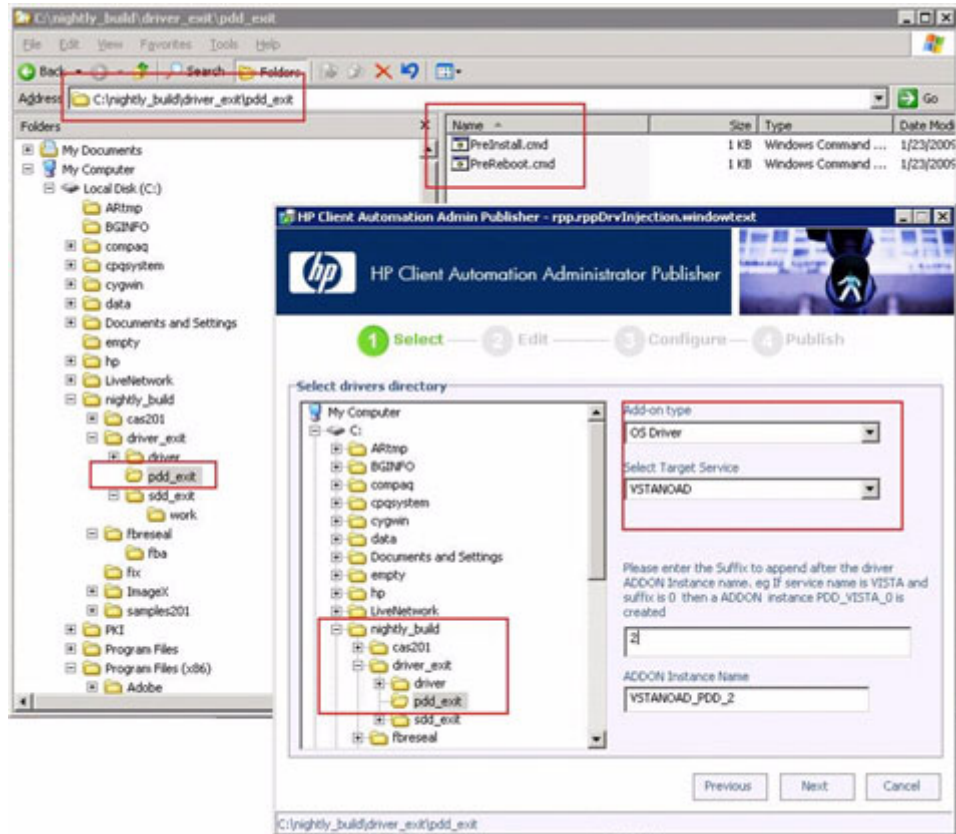 C:\nightly_build\driver_exit\pdd_exit
File Edit View Favorites Tools Help
Back Search Folders
Address C:\nightly_build\driver_exit\pdd_exit Go
Folders
My Documents
My Computer
Local Disk (C:)
ARtmp
BGINFO
compaq
cpqsystem
cygwin
data
Documents and Settings
empty
hp
LiveNetwork
nightly_build
cas201
driver_exit
driver
pdd_exit
sdd_exit
work
fbreseal
fba
fix
ImageX
samples201
PKI
Program Files
Program Files (x86)
Adobe
Name Size Type Date Modi
PreInstall.cmd 1 KB Windows Command ... 1/23/2009
PreReboot.cmd 1 KB Windows Command ... 1/23/2009
HP Client Automation Admin Publisher - rpp.rppDrvInjection.windowtext
hp HP Client Automation Administrator Publisher
1 Select 2 Edit 3 Configure 4 Publish
Select drivers directory
My Computer
C:
ARtmp
BGINFO
compaq
cpqsystem
cygwin
data
Documents and Settings
empty
hp
LiveNetwork
nightly_build
cas201
driver_exit
driver
pdd_exit
sdd_exit
fbreseal
Add-on type
OS Driver
Select Target Service
VSTANOAD
Please enter the Suffix to append after the driver
ADDON Instance name. eg If service name is VISTA and
suffix is 0 then a ADDON instance PDD_VISTA_0 is
created
2
ADDON Instance Name
VSTANOAD_PDD_2
Previous Next Cancel
C:\nightly_build\driver_exit\pdd_exit